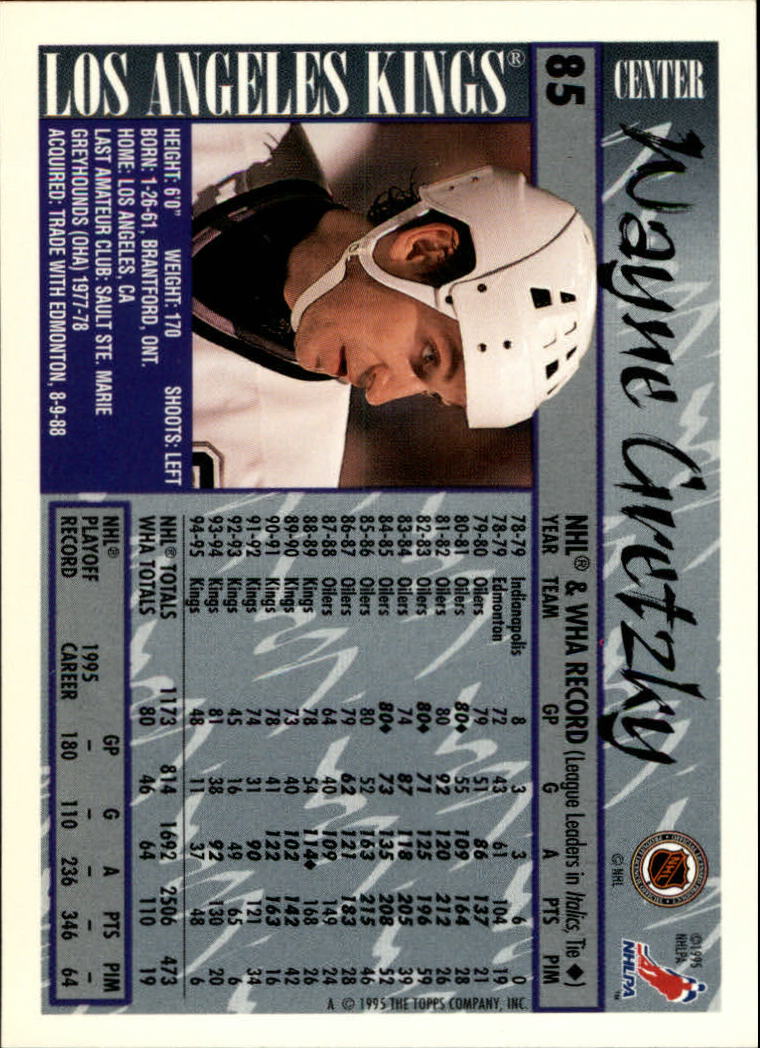 CENTER
Wayne Gretzky
©1995
NHLPA
© NHL
NHL
NHLPA™
85
NHL® & WHA RECORD (League Leaders in Italics, Tie ◆)
YEAR TEAM GP G A PTS PIM
78-79 Indianapolis 8 3 3 6 0
78-79 Edmonton 72 43 61 104 19
79-80 Oilers 79 51 86 137 21
80-81 Oilers 80◆ 55 109 164 28
81-82 Oilers 80 92 120 212 26
82-83 Oilers 80◆ 71 125 196 59
83-84 Oilers 74 87 118 205 39
84-85 Oilers 80◆ 73 135 208 52
85-86 Oilers 80 52 163 215 46
86-87 Oilers 79 62 121 183 28
87-88 Oilers 64 40 109 149 24
88-89 Kings 78 54 114◆ 168 26
89-90 Kings 73 40 102 142 42
90-91 Kings 78 41 122 163 16
91-92 Kings 74 31 90 121 34
92-93 Kings 45 16 49 65 6
93-94 Kings 81 38 92 130 20
94-95 Kings 48 11 37 48 6
NHL® TOTALS 1173 814 1692 2506 473
WHA TOTALS 80 46 64 110 19
NHL® 1995 GP G A PTS PIM
PLAYOFF – – – – –
RECORD CAREER 180 110 236 346 64
A © 1995 THE TOPPS COMPANY, INC.
HEIGHT: 6'0" WEIGHT: 170 SHOOTS: LEFT
BORN: 1-26-61, BRANTFORD, ONT.
HOME: LOS ANGELES, CA
LAST AMATEUR CLUB: SAULT STE. MARIE
GREYHOUNDS (OHA) 1977-78
ACQUIRED: TRADE WITH EDMONTON, 8-9-88
LOS ANGELES KINGS®